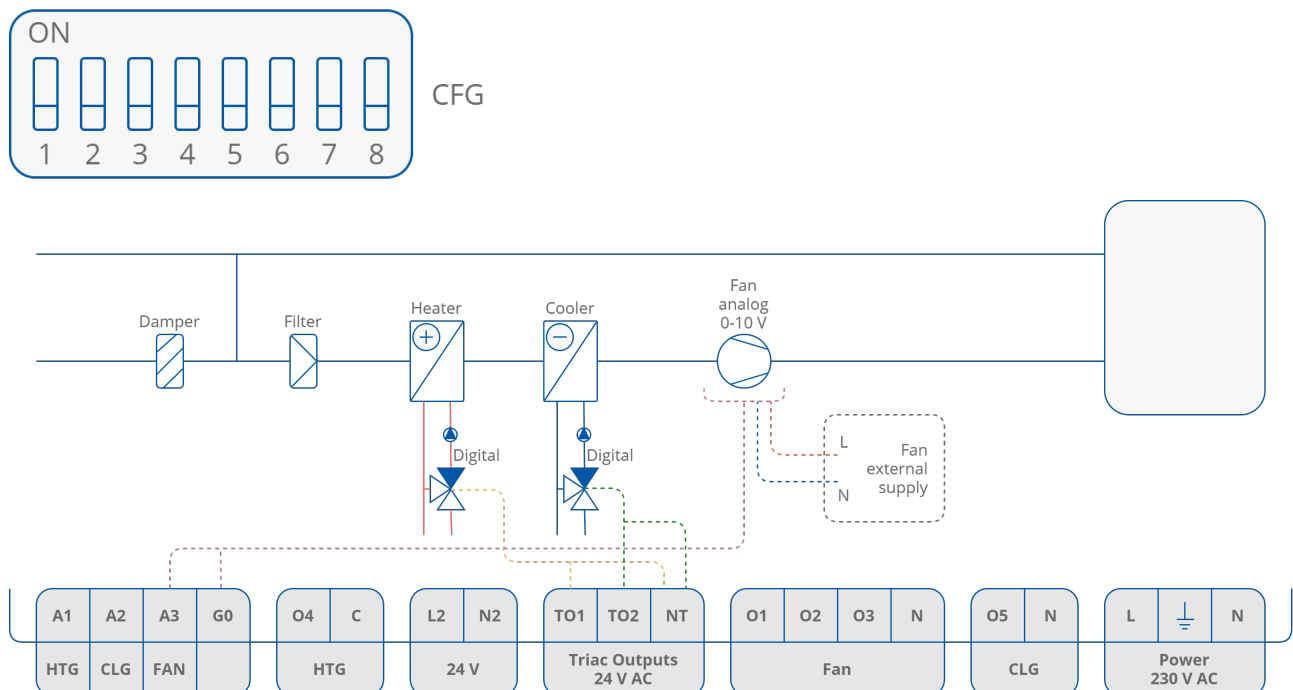 ON
CFG
1 2 3 4 5 6 7 8
Fan
analog
0-10 V
Damper
Filter
Heater
Cooler
Digital
Digital
L
N
Fan
external
supply
A1 A2 A3 G0
HTG CLG FAN
O4 C
HTG
L2 N2
24 V
TO1 TO2 NT
Triac Outputs
24 V AC
O1 O2 O3 N
Fan
O5 N
CLG
L N
Power
230 V AC